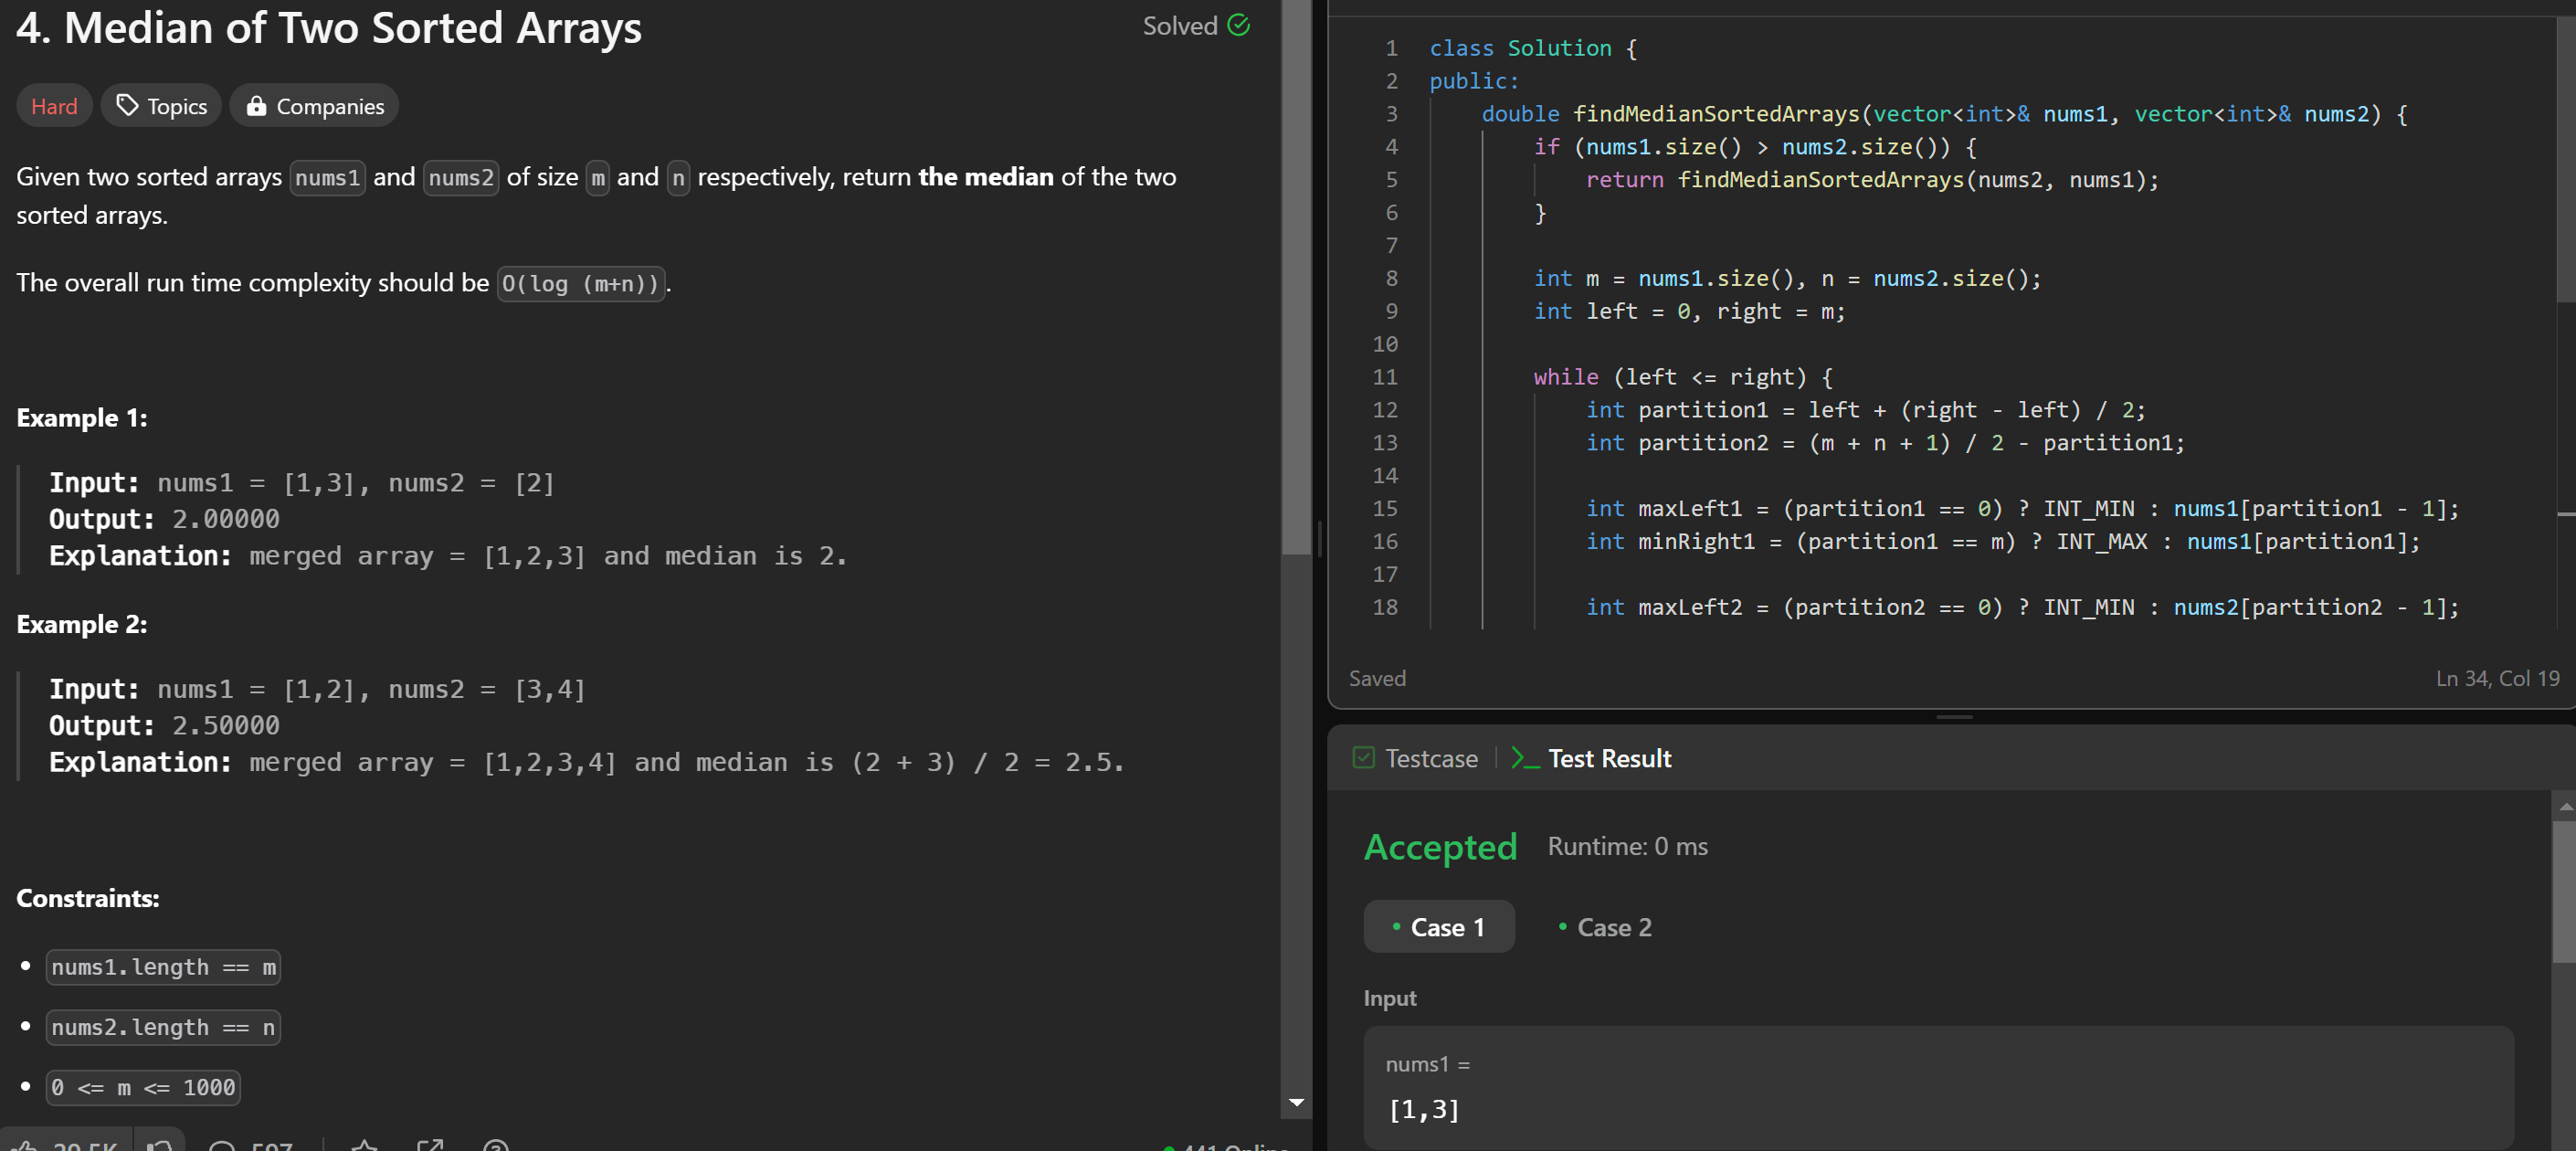 4. Median of Two Sorted Arrays
Solved
Hard Topics Companies
Given two sorted arrays nums1 and nums2 of size m and n respectively, return the median of the two
sorted arrays.
The overall run time complexity should be O(log (m+n)).
Example 1:
Input: nums1 = [1,3], nums2 = [2]
Output: 2.00000
Explanation: merged array = [1,2,3] and median is 2.
Example 2:
Input: nums1 = [1,2], nums2 = [3,4]
Output: 2.50000
Explanation: merged array = [1,2,3,4] and median is (2 + 3) / 2 = 2.5.
Constraints:
• nums1.length == m
• nums2.length == n
• 0 <= m <= 1000
1 class Solution {
2 public:
3 double findMedianSortedArrays(vector<int>& nums1, vector<int>& nums2) {
4 if (nums1.size() > nums2.size()) {
5 return findMedianSortedArrays(nums2, nums1);
6 }
7
8 int m = nums1.size(), n = nums2.size();
9 int left = 0, right = m;
10
11 while (left <= right) {
12 int partition1 = left + (right - left) / 2;
13 int partition2 = (m + n + 1) / 2 - partition1;
14
15 int maxLeft1 = (partition1 == 0) ? INT_MIN : nums1[partition1 - 1];
16 int minRight1 = (partition1 == m) ? INT_MAX : nums1[partition1];
17
18 int maxLeft2 = (partition2 == 0) ? INT_MIN : nums2[partition2 - 1];
Saved
Ln 34, Col 19
Testcase
Test Result
Accepted Runtime: 0 ms
• Case 1 • Case 2
Input
nums1 =
[1,3]